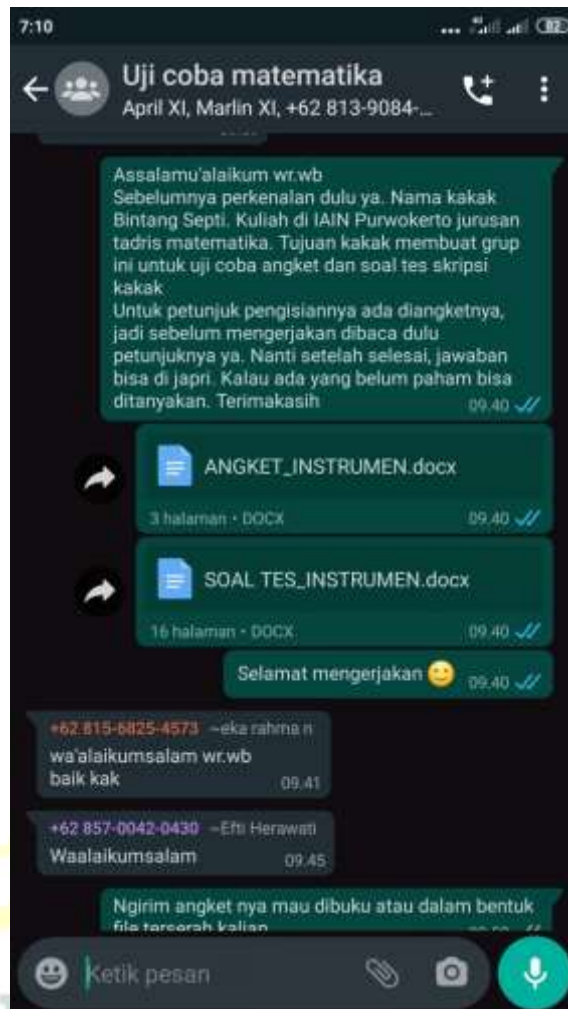 7:10
82
Uji coba matematika
April XI, Marlin XI, +62 813-9084-...
Assalamu'alaikum wr.wb
Sebelumnya perkenalan dulu ya. Nama kakak
Bintang Septi. Kuliah di IAIN Purwokerto jurusan
tadris matematika. Tujuan kakak membuat grup
ini untuk uji coba angket dan soal tes skripsi
kakak
Untuk petunjuk pengisiannya ada diangketnya,
jadi sebelum mengerjakan dibaca dulu
petunjuknya ya. Nanti setelah selesai, jawaban
bisa di japri. Kalau ada yang belum paham bisa
ditanyakan. Terimakasih
09.40
ANGKET_INSTRUMEN.docx
3 halaman • DOCX
09.40
SOAL TES_INSTRUMEN.docx
16 halaman • DOCX
09.40
Selamat mengerjakan 🙂
09.40
+62 815-6825-4573 ~eka rahma n
wa'alaikumsalam wr.wb
baik kak
09.41
+62 857-0042-0430 ~Efti Herawati
Waalaikumsalam
09.45
Ngirim angket nya mau dibuku atau dalam bentuk
file terserah kalian
Ketik pesan